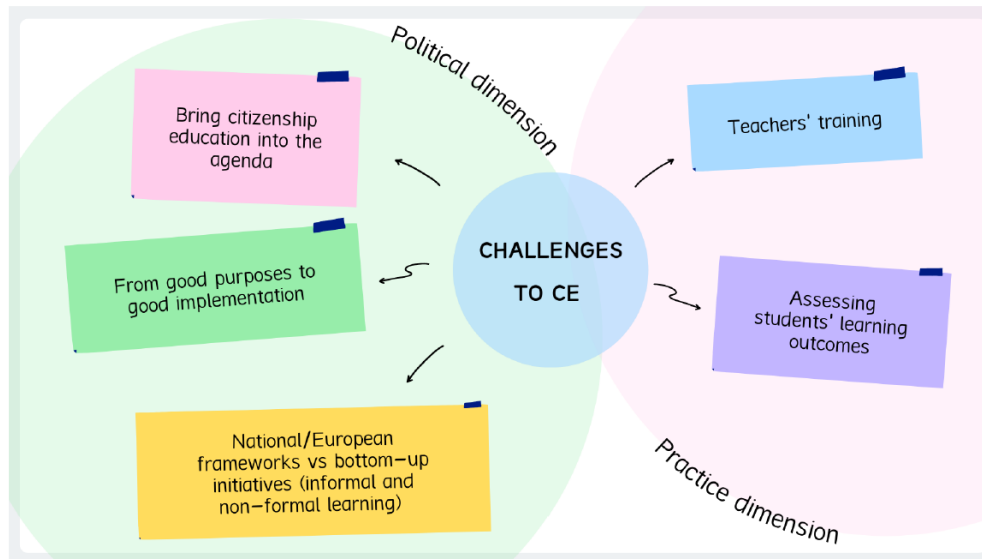 Political dimension
Bring citizenship
education into the
agenda
From good purposes to
good implementation
National/European
frameworks vs bottom-up
initiatives (informal and
non-formal learning)
CHALLENGES
TO CE
Teachers' training
Assessing
students' learning
outcomes
Practice dimension